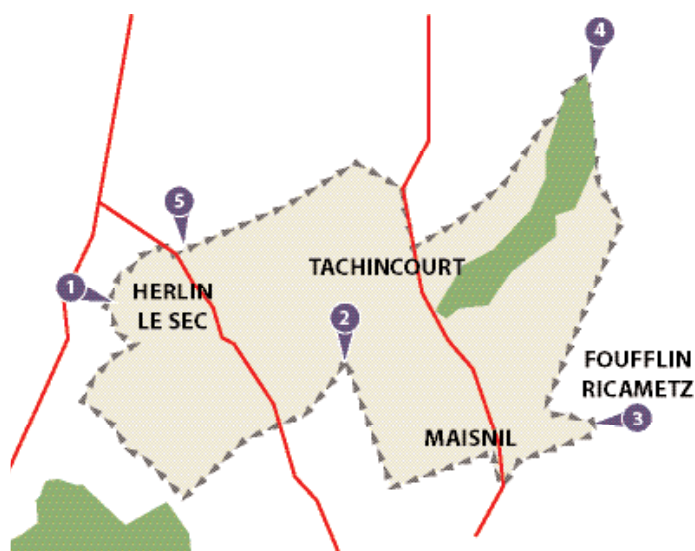 4
5
TACHINCOURT
1
HERLIN
LE SEC
2
FOUFFLIN
RICAMETZ
3
MAISNIL